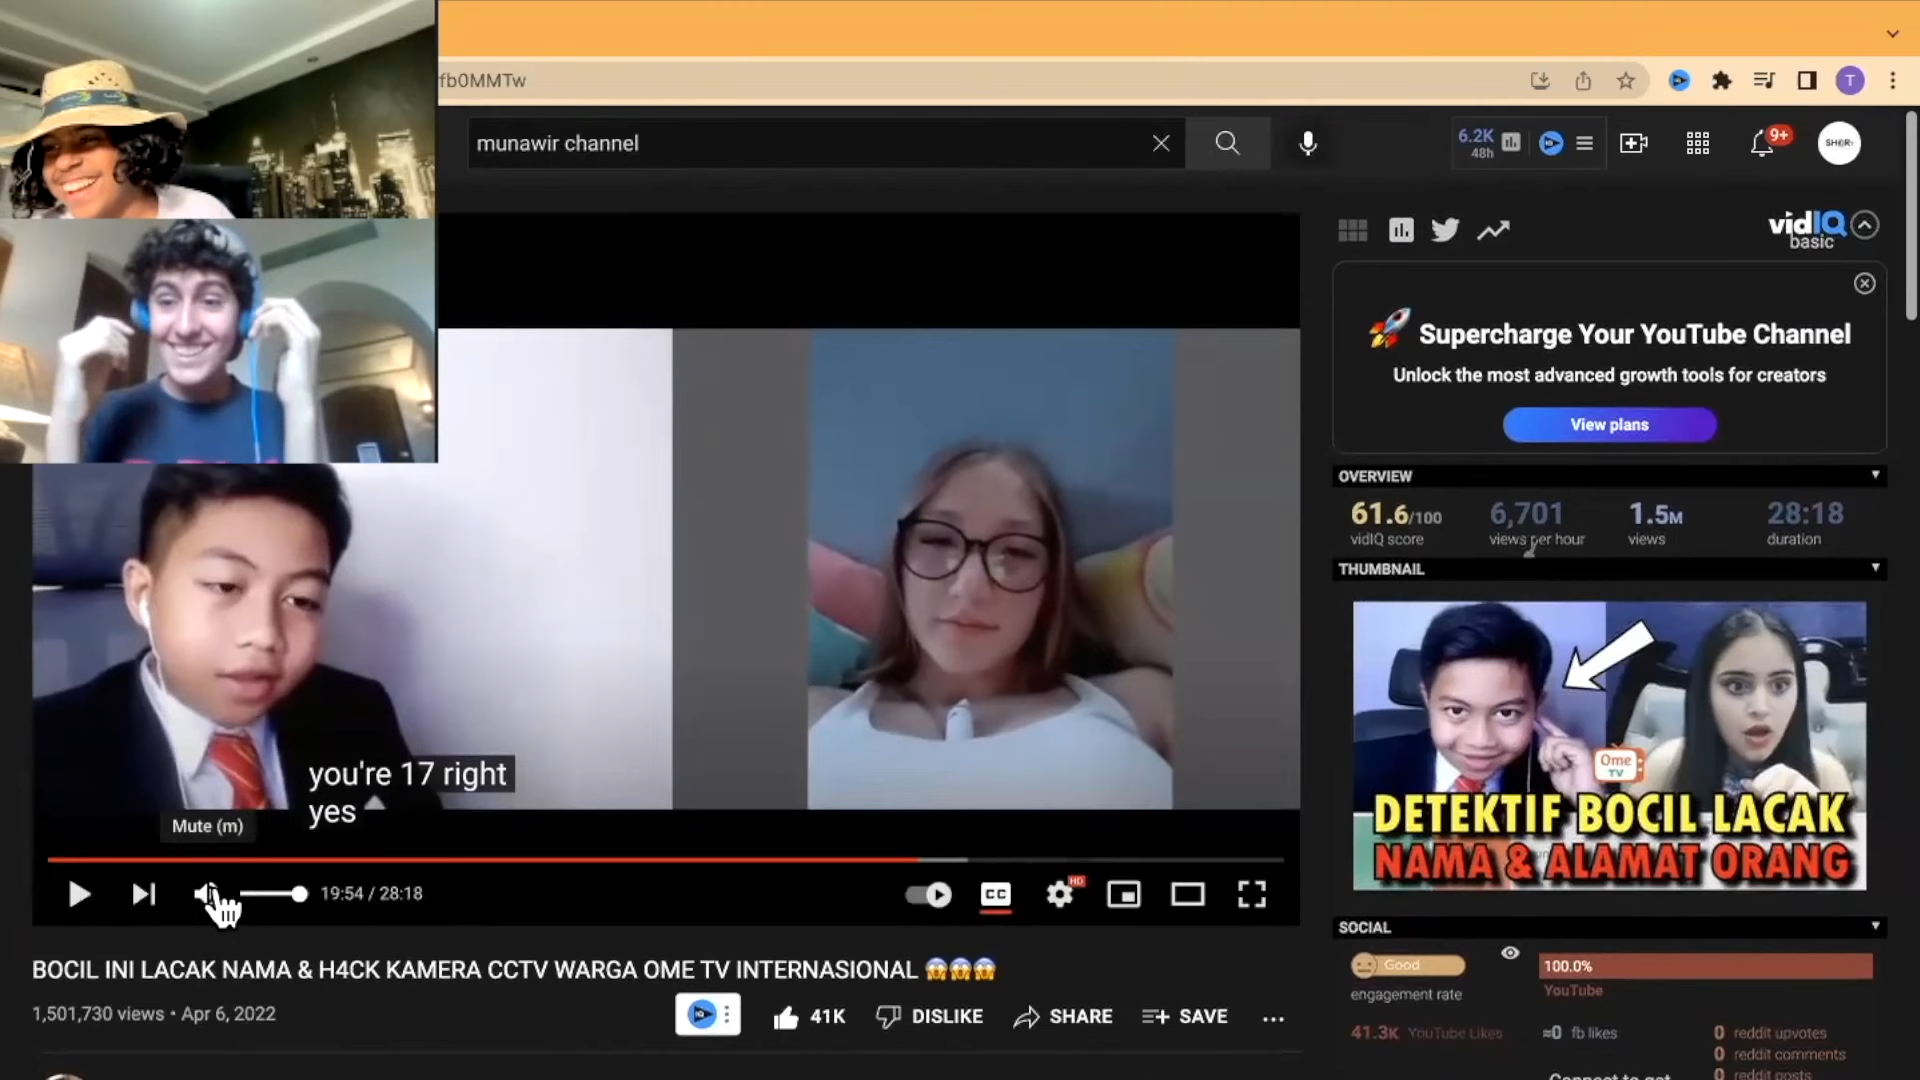 fb0MMTw
T
munawir channel
6.2K
48h
9+
SHORT
vidIQ
basic
Supercharge Your YouTube Channel
Unlock the most advanced growth tools for creators
View plans
OVERVIEW
61.6/100
vidIQ score
6,701
views per hour
1.5M
views
28:18
duration
THUMBNAIL
Ome
TV
DETEKTIF BOCIL LACAK
NAMA & ALAMAT ORANG
you're 17 right
yes
Mute (m)
19:54 / 28:18
CC
HD
BOCIL INI LACAK NAMA & H4CK KAMERA CCTV WARGA OME TV INTERNASIONAL 😱😱😱
1,501,730 views • Apr 6, 2022
41K
DISLIKE
SHARE
SAVE
SOCIAL
Good
engagement rate
100.0%
YouTube
41.3K YouTube Likes
≈0 fb likes
0 reddit upvotes
0 reddit comments
0 reddit posts